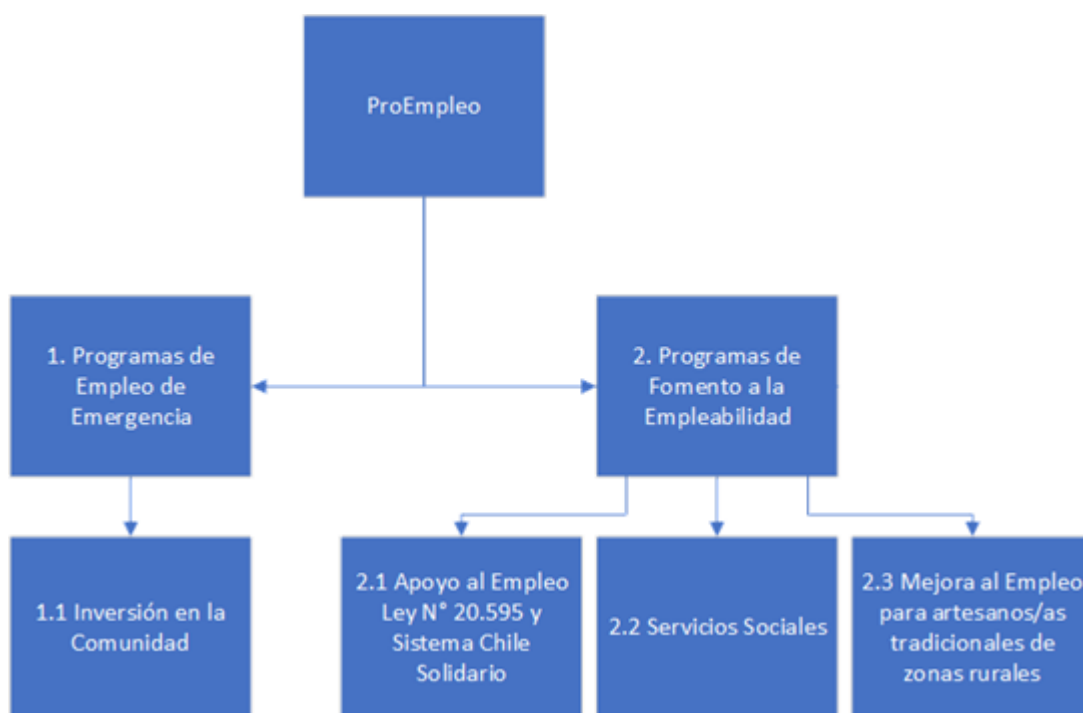 ProEmpleo
1. Programas de
Empleo de
Emergencia
2. Programas de
Fomento a la
Empleabilidad
1.1 Inversión en la
Comunidad
2.1 Apoyo al Empleo
Ley N° 20.595 y
Sistema Chile
Solidario
2.2 Servicios Sociales
2.3 Mejora al Empleo
para artesanos/as
tradicionales de
zonas rurales